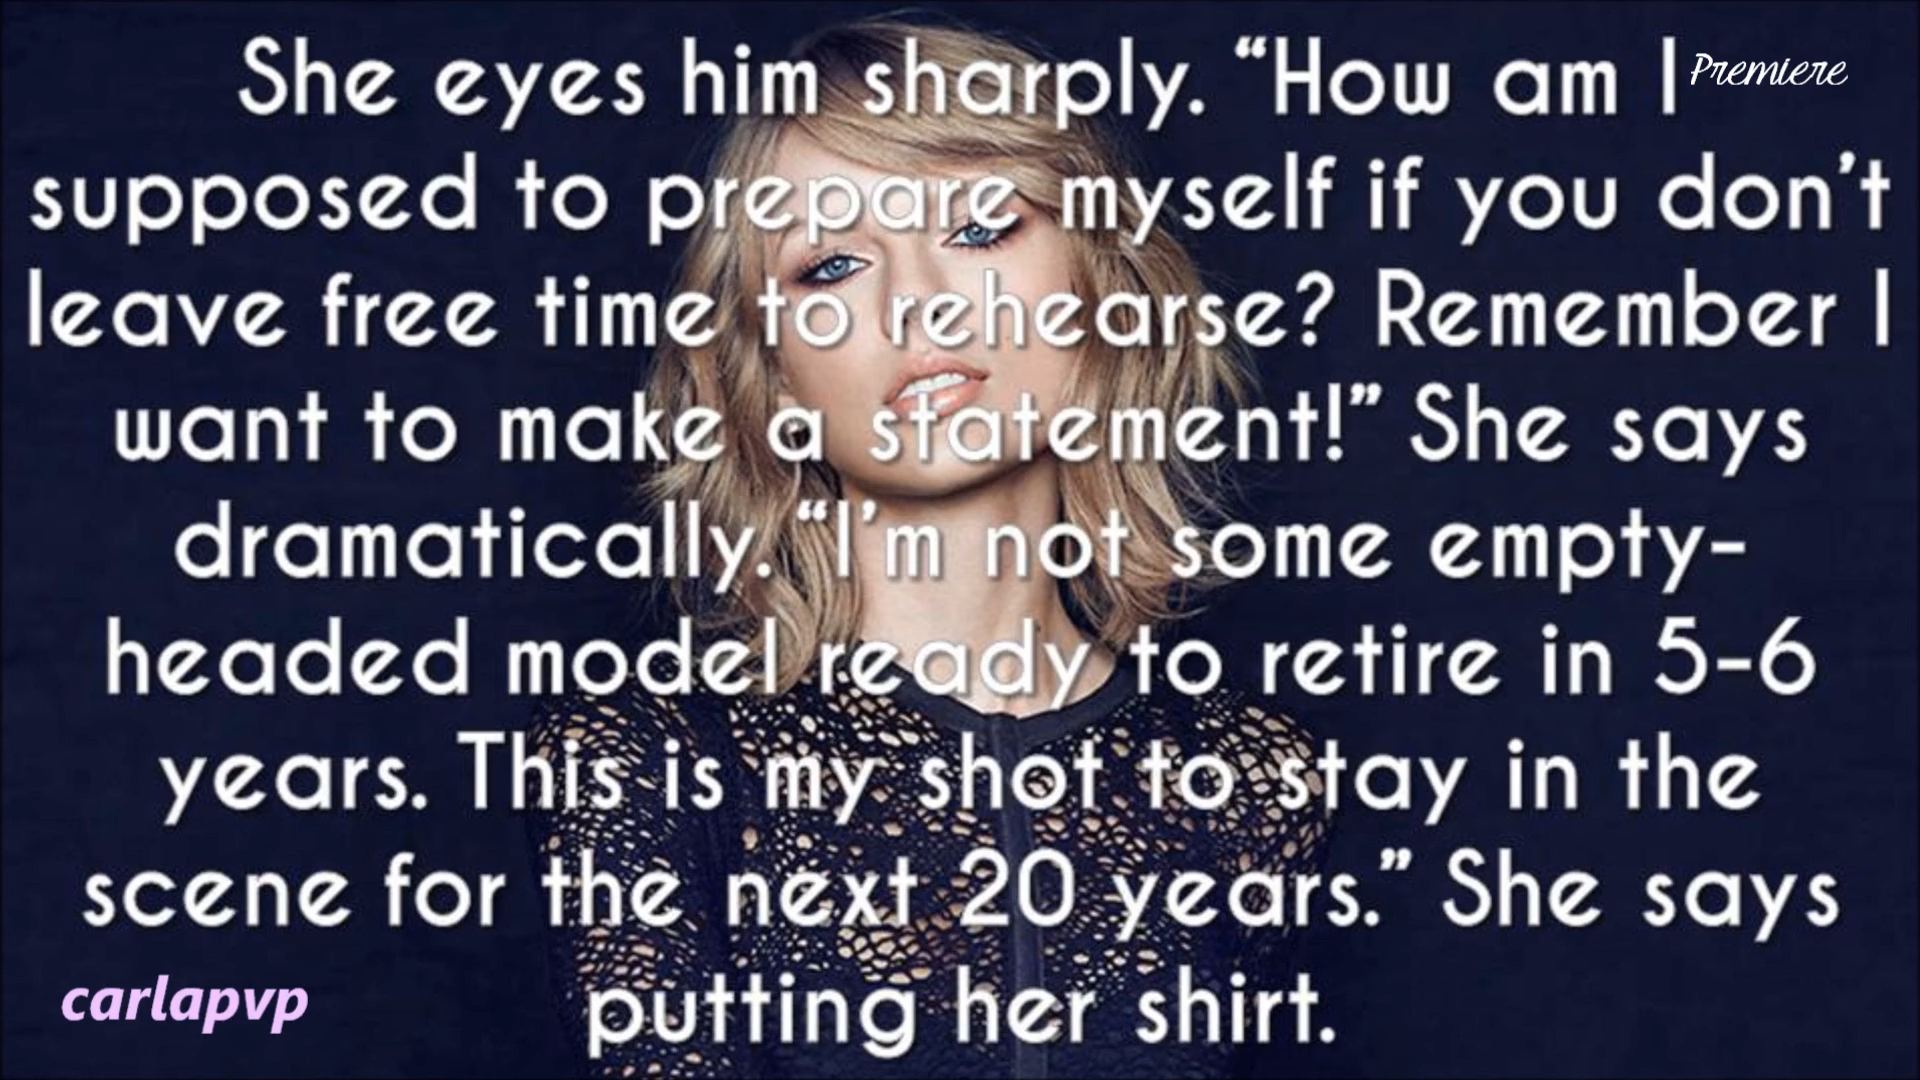 She eyes him sharply. “How am I
Premiere
supposed to prepare myself if you don’t
leave free time to rehearse? Remember I
want to make a statement!” She says
dramatically. “I’m not some empty-
headed model ready to retire in 5-6
years. This is my shot to stay in the
scene for the next 20 years.” She says
putting her shirt.
carlapvp